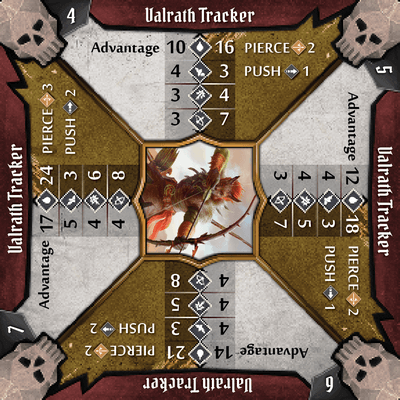 4
Valrath Tracker
Advantage 10 16 PIERCE 2
4 3 PUSH 1
3 4
3 7
5
Valrath Tracker
Advantage 12 18 PIERCE 2
4 3 PUSH 1
4 5
3 7
6
Valrath Tracker
Advantage 14 21 PIERCE 2
4 3 PUSH 2
4 5
4 8
7
Valrath Tracker
Advantage 17 24 PIERCE 3
5 3 PUSH 2
4 6
4 8